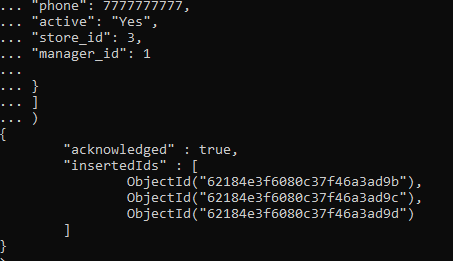 ... "phone": 7777777777,
... "active": "Yes",
... "store_id": 3,
... "manager_id": 1
...
... }
... ]
... )
{
        "acknowledged" : true,
        "insertedIds" : [
                ObjectId("62184e3f6080c37f46a3ad9b"),
                ObjectId("62184e3f6080c37f46a3ad9c"),
                ObjectId("62184e3f6080c37f46a3ad9d")
        ]
}